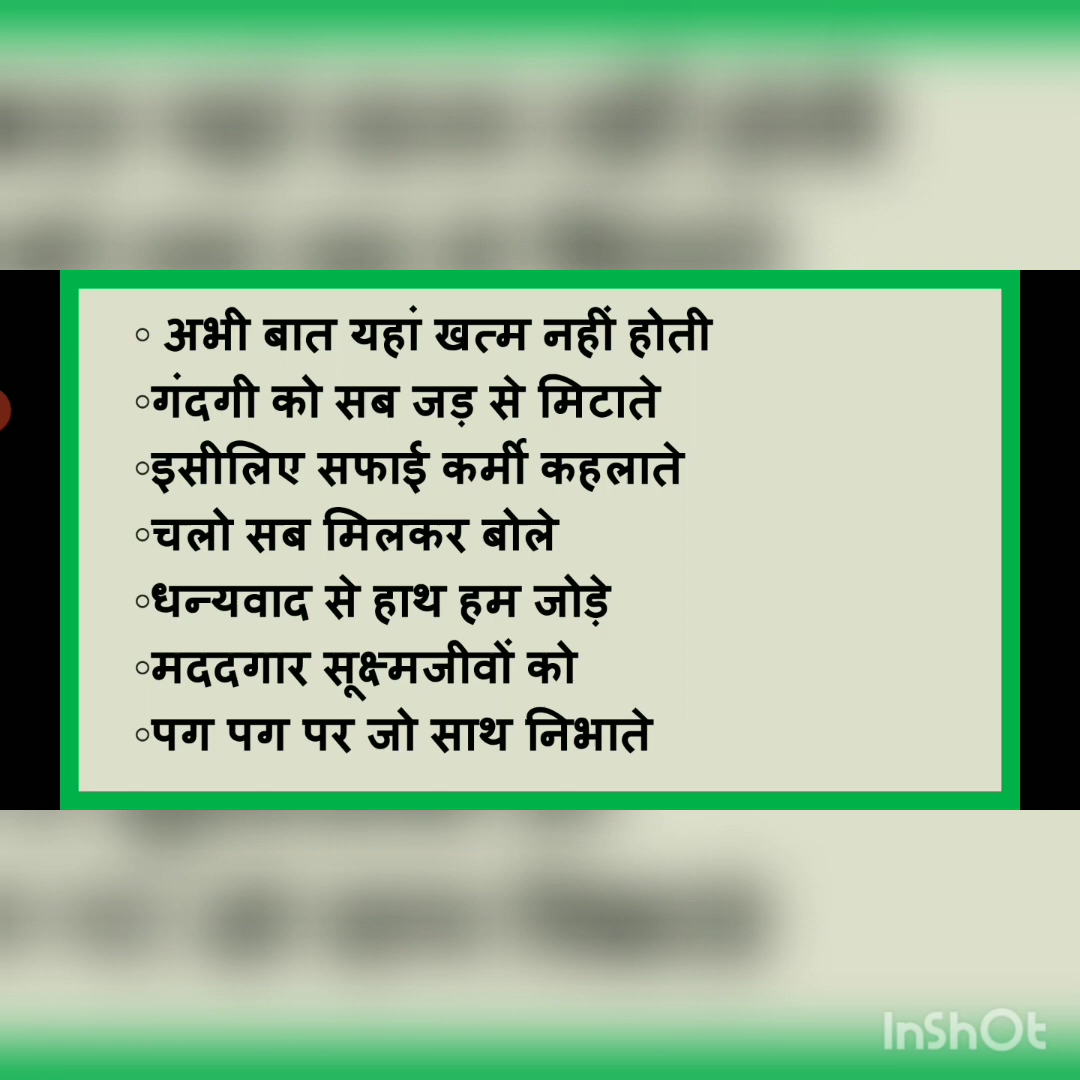 ◦ अभी बात यहां खत्म नहीं होती
◦गंदगी को सब जड़ से मिटाते
◦इसीलिए सफाई कर्मी कहलाते
◦चलो सब मिलकर बोले
◦धन्यवाद से हाथ हम जोड़े
◦मददगार सूक्ष्मजीवों को
◦पग पग पर जो साथ निभाते
InShOt